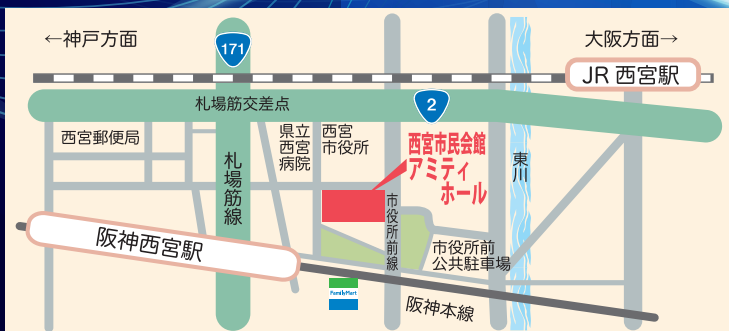 ←神戸方面
171
大阪方面→
JR 西宮駅
札場筋交差点
2
西宮郵便局
県立
西宮
病院
西宮
市役所
西宮市民会館
アミティ
ホール
東川
札場筋線
市役所前線
阪神西宮駅
市役所前
公共駐車場
FamilyMart
阪神本線